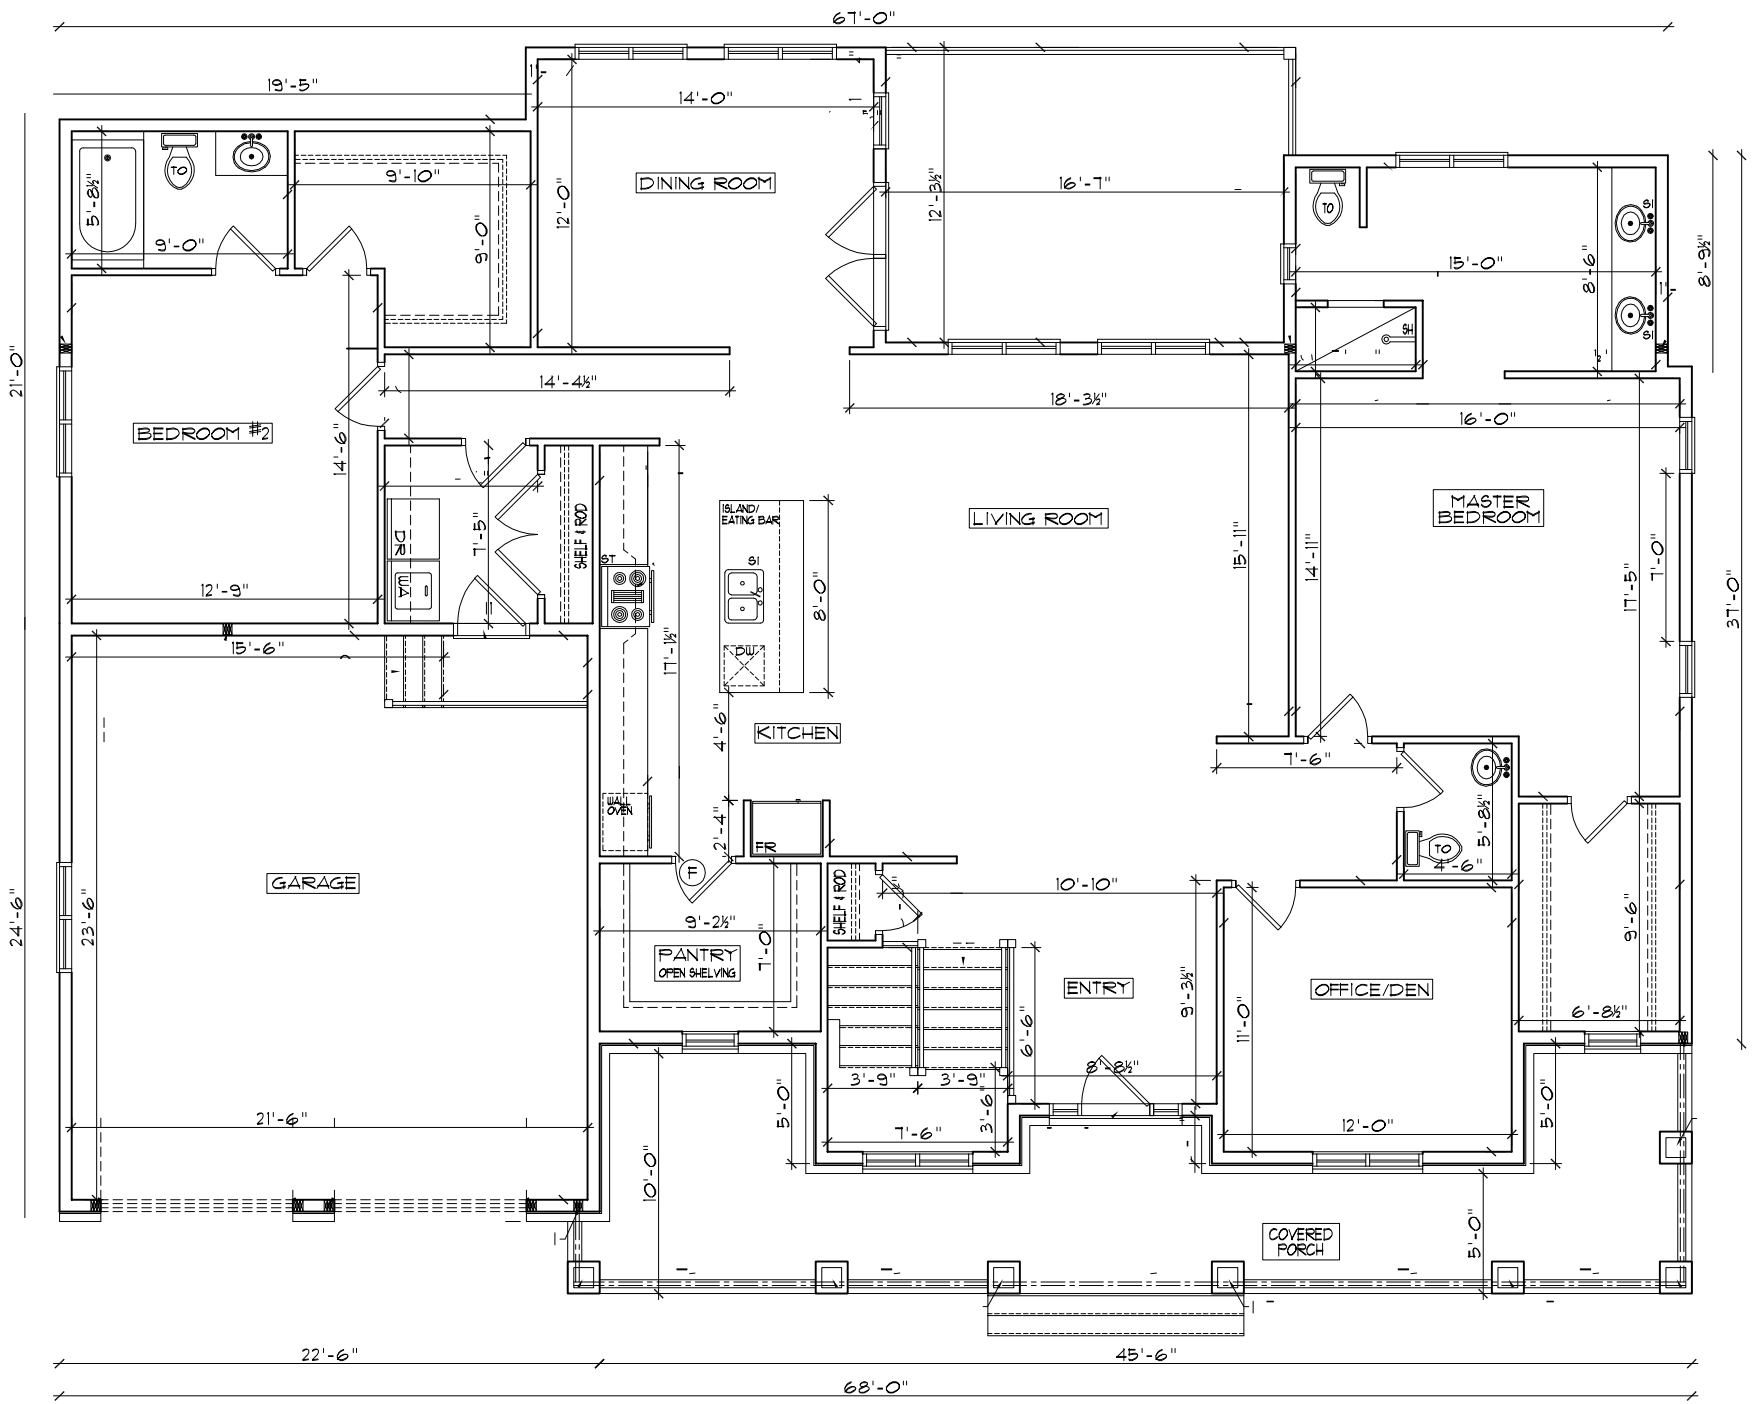 67'-0"
19'-5"
14'-0"
DINING ROOM
12'-0"
12'-3½"
16'-7"
5'-8½"
TO
9'-0"
9'-10"
9'-0"
TO
SI
15'-0"
8'-6"
8'-9½"
SI
SH
21'-0"
BEDROOM #2
14'-6"
12'-9"
14'-4½"
18'-3½"
16'-0"
7'-5"
DR
WA
SHELF & ROD
ST
ISLAND/
EATING BAR
SI
DW
8'-0"
17'-1½"
LIVING ROOM
15'-11"
14'-11"
MASTER
BEDROOM
17'-5"
7'-0"
37'-0"
15'-6"
4'-6"
KITCHEN
7'-6"
WALL
OVEN
2'-4"
FR
F
TO
4'-6"
5'-8½"
24'-6"
23'-6"
GARAGE
9'-2½"
PANTRY
OPEN SHELVING
7'-0"
SHELF & ROD
10'-10"
ENTRY
9'-3½"
6'-6"
OFFICE/DEN
11'-0"
9'-6"
6'-8½"
3'-9"
3'-9"
8'-8½"
3'-6"
7'-6"
5'-0"
21'-6"
12'-0"
5'-0"
10'-0"
COVERED
PORCH
5'-0"
22'-6"
45'-6"
68'-0"